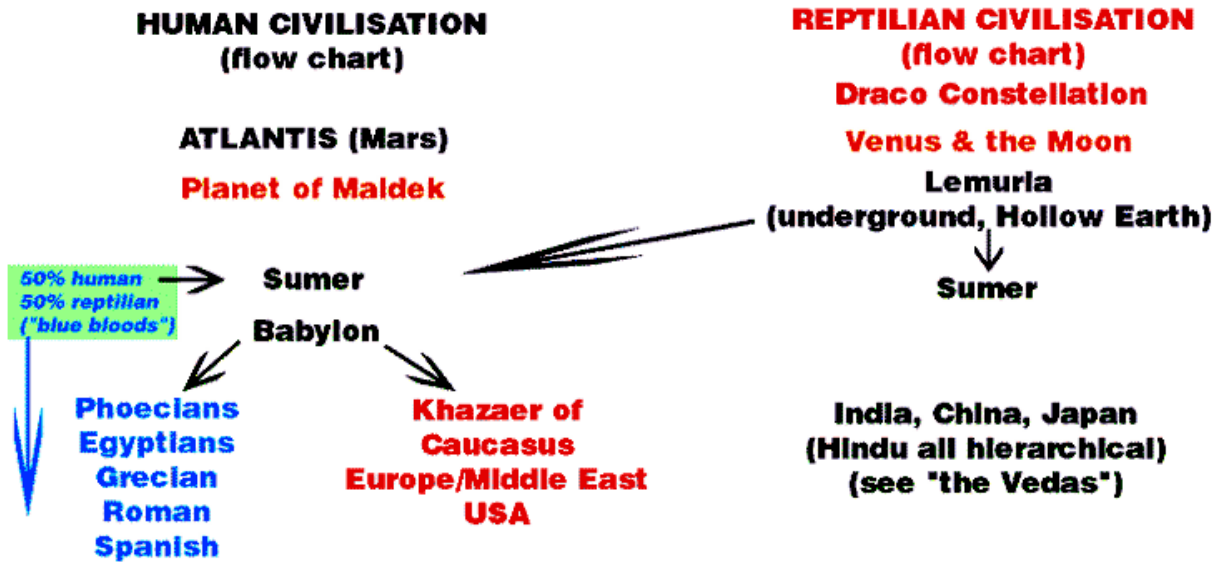 HUMAN CIVILISATION
(flow chart)
ATLANTIS (Mars)
Planet of Maldek
50% human
50% reptilian
("blue bloods")
Sumer
Babylon
Phoecians
Egyptians
Grecian
Roman
Spanish
Khazaer of
Caucasus
Europe/Middle East
USA
REPTILIAN CIVILISATION
(flow chart)
Draco Constellation
Venus & the Moon
Lemuria
(underground, Hollow Earth)
Sumer
India, China, Japan
(Hindu all hierarchical)
(see "the Vedas")